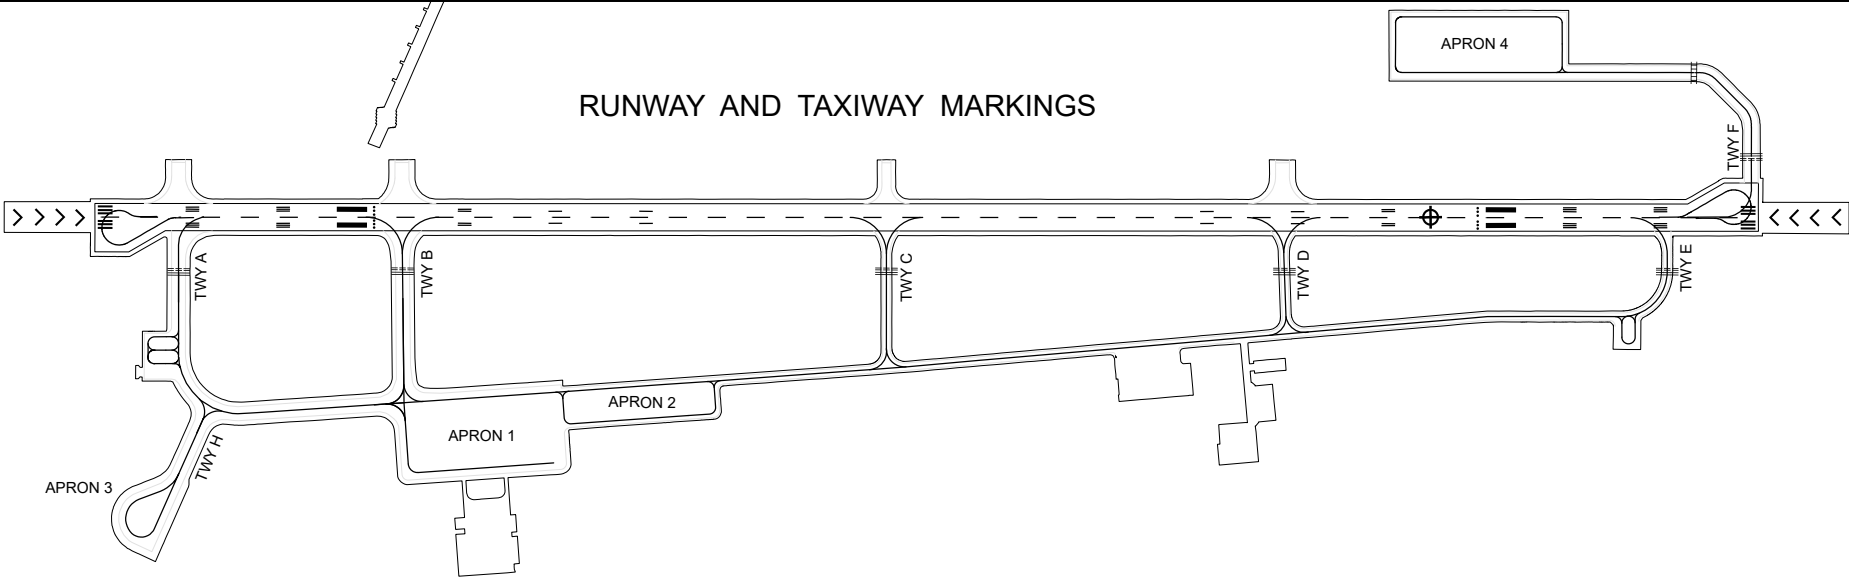 APRON 4
RUNWAY AND TAXIWAY MARKINGS
TWY F
TWY A
TWY B
TWY C
TWY D
TWY E
APRON 2
APRON 1
TWY H
APRON 3